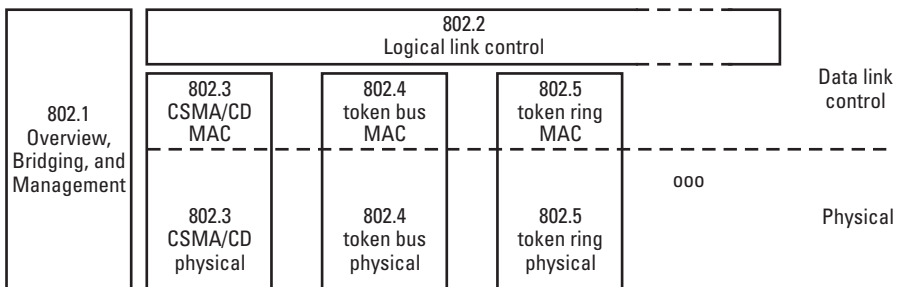 802.2
Logical link control
Data link
control
802.1
Overview,
Bridging, and
Management
802.3
CSMA/CD
MAC
802.4
token bus
MAC
802.5
token ring
MAC
ooo
802.3
CSMA/CD
physical
802.4
token bus
physical
802.5
token ring
physical
Physical